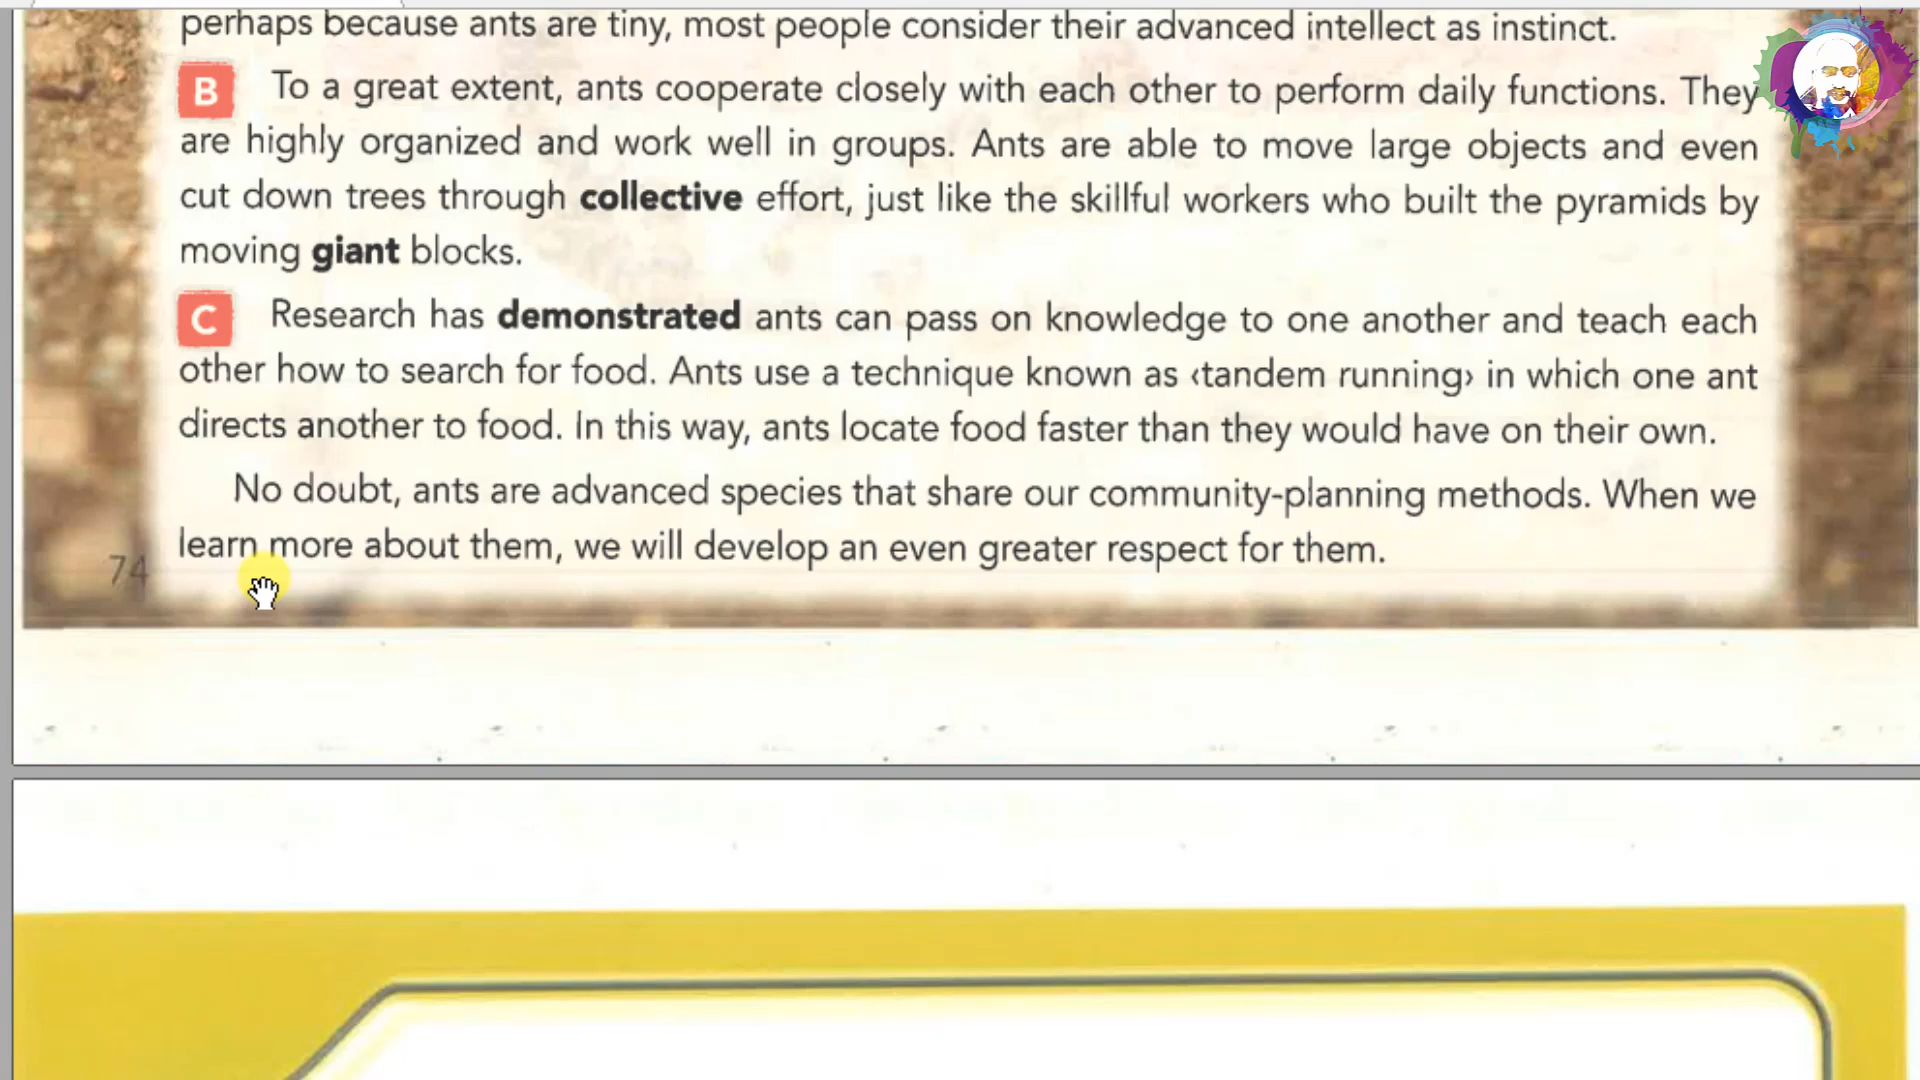 perhaps because ants are tiny, most people consider their advanced intellect as instinct.
B To a great extent, ants cooperate closely with each other to perform daily functions. They
are highly organized and work well in groups. Ants are able to move large objects and even
cut down trees through collective effort, just like the skillful workers who built the pyramids by
moving giant blocks.
C Research has demonstrated ants can pass on knowledge to one another and teach each
other how to search for food. Ants use a technique known as ‹tandem running› in which one ant
directs another to food. In this way, ants locate food faster than they would have on their own.
No doubt, ants are advanced species that share our community-planning methods. When we
learn more about them, we will develop an even greater respect for them.
74